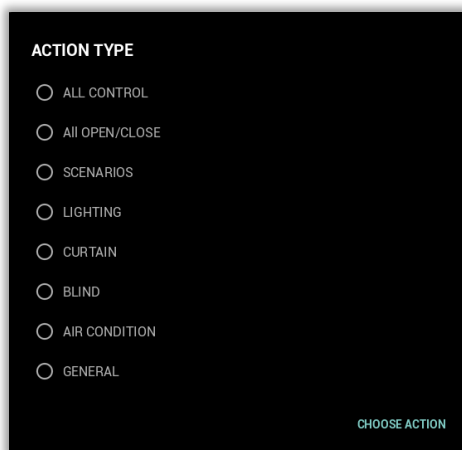 ACTION TYPE
ALL CONTROL
All OPEN/CLOSE
SCENARIOS
LIGHTING
CURTAIN
BLIND
AIR CONDITION
GENERAL
CHOOSE ACTION